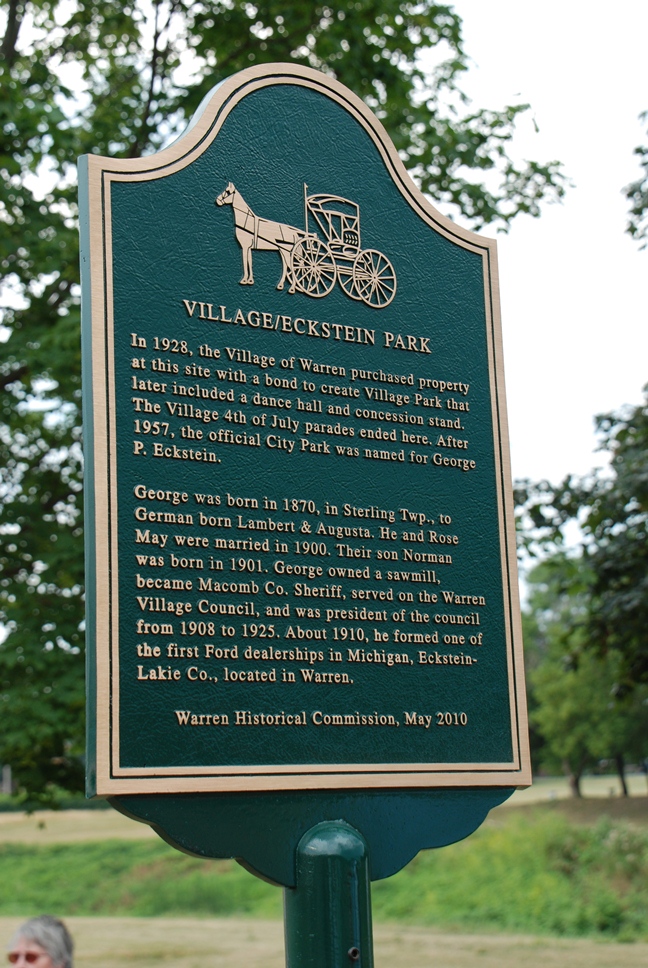 VILLAGE/ECKSTEIN PARK
In 1928, the Village of Warren purchased property
at this site with a bond to create Village Park that
later included a dance hall and concession stand.
The Village 4th of July parades ended here. After
1957, the official City Park was named for George
P. Eckstein.
George was born in 1870, in Sterling Twp., to
German born Lambert & Augusta. He and Rose
May were married in 1900. Their son Norman
was born in 1901. George owned a sawmill,
became Macomb Co. Sheriff, served on the Warren
Village Council, and was president of the council
from 1908 to 1925. About 1910, he formed one of
the first Ford dealerships in Michigan, Eckstein-
Lakie Co., located in Warren.
Warren Historical Commission, May 2010